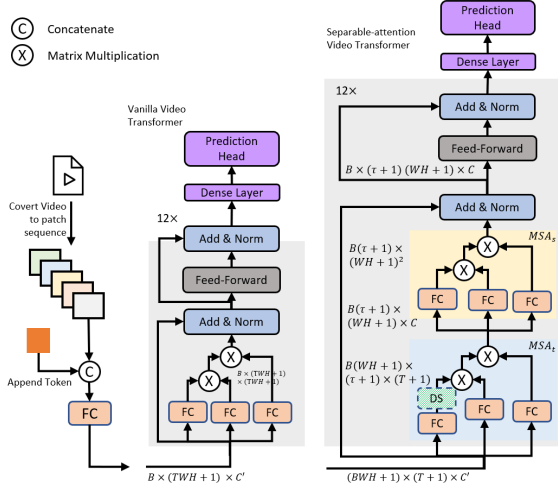 C Concatenate
X Matrix Multiplication
Covert Video
to patch
sequence
Append Token
C
FC
Vanilla Video
Transformer
Prediction
Head
Dense Layer
12×
Add & Norm
Feed-Forward
Add & Norm
X
B × (TWH + 1)
× (TWH + 1)
X
FC FC FC
B × (TWH + 1) × C′
Separable-attention
Video Transformer
Prediction
Head
Dense Layer
12×
Add & Norm
Feed-Forward
B × (τ + 1) (WH + 1) × C
Add & Norm
MSAₛ
B(τ + 1) ×
(WH + 1)²
X
X
FC FC FC
B(τ + 1) ×
(WH + 1) × C
MSAₜ
B(WH + 1) ×
(τ + 1) × (T + 1)
X
X
DS
FC FC FC
(BWH + 1) × (T + 1) × C′